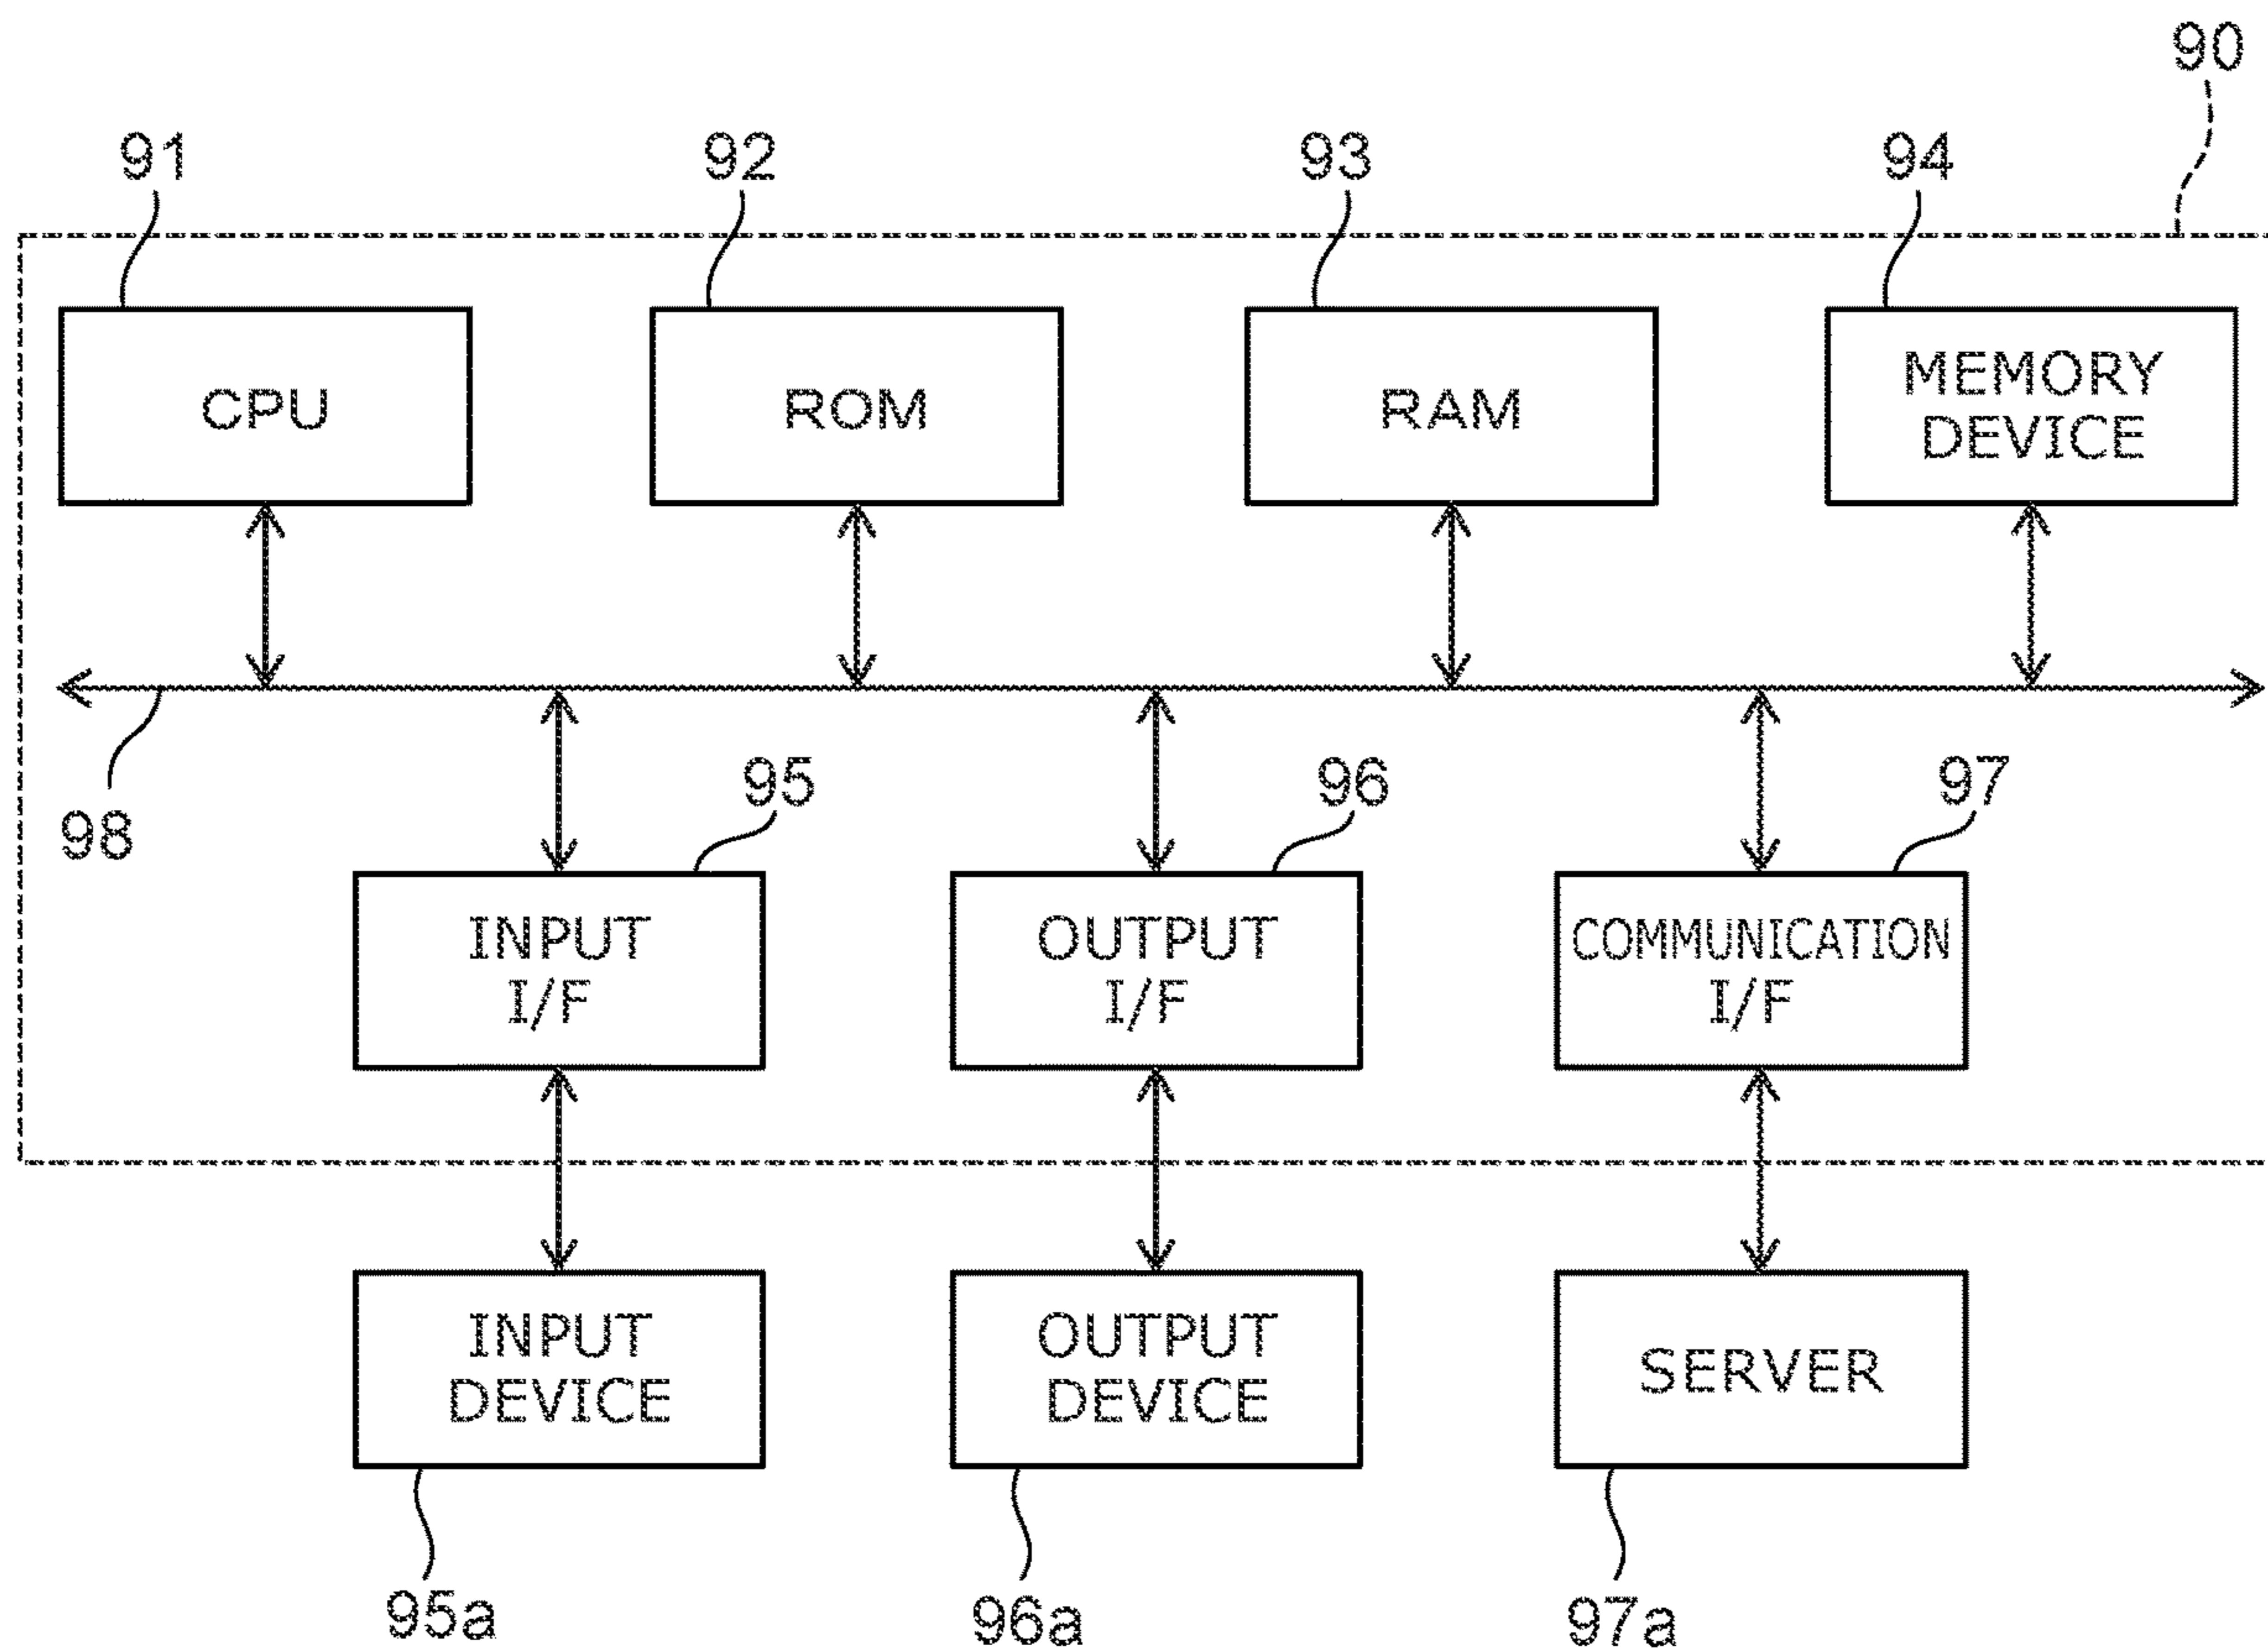 90
91
92
93
94
CPU
ROM
RAM
MEMORY
DEVICE
98
95
96
97
INPUT
I/F
OUTPUT
I/F
COMMUNICATION
I/F
INPUT
DEVICE
OUTPUT
DEVICE
SERVER
95a
96a
97a